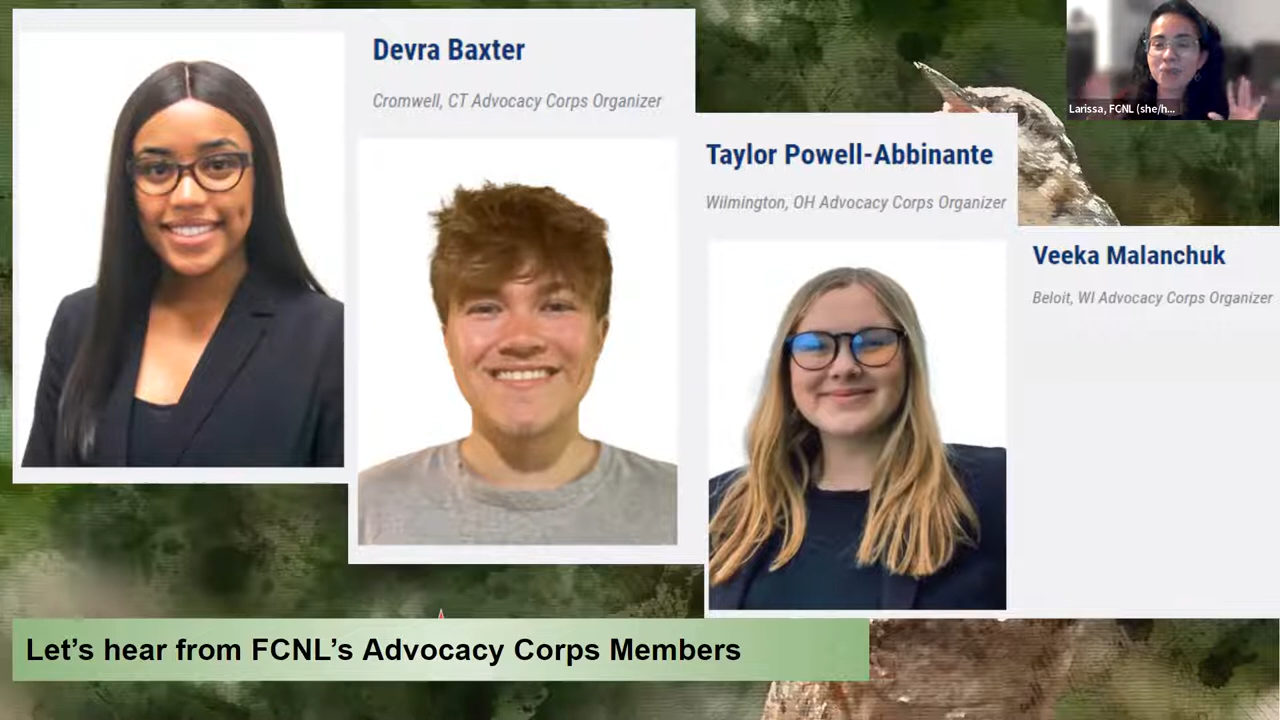 Devra Baxter
Cromwell, CT Advocacy Corps Organizer
Taylor Powell-Abbinante
Wilmington, OH Advocacy Corps Organizer
Veeka Malanchuk
Beloit, WI Advocacy Corps Organizer
Larissa, FCNL (she/h...
Let's hear from FCNL's Advocacy Corps Members